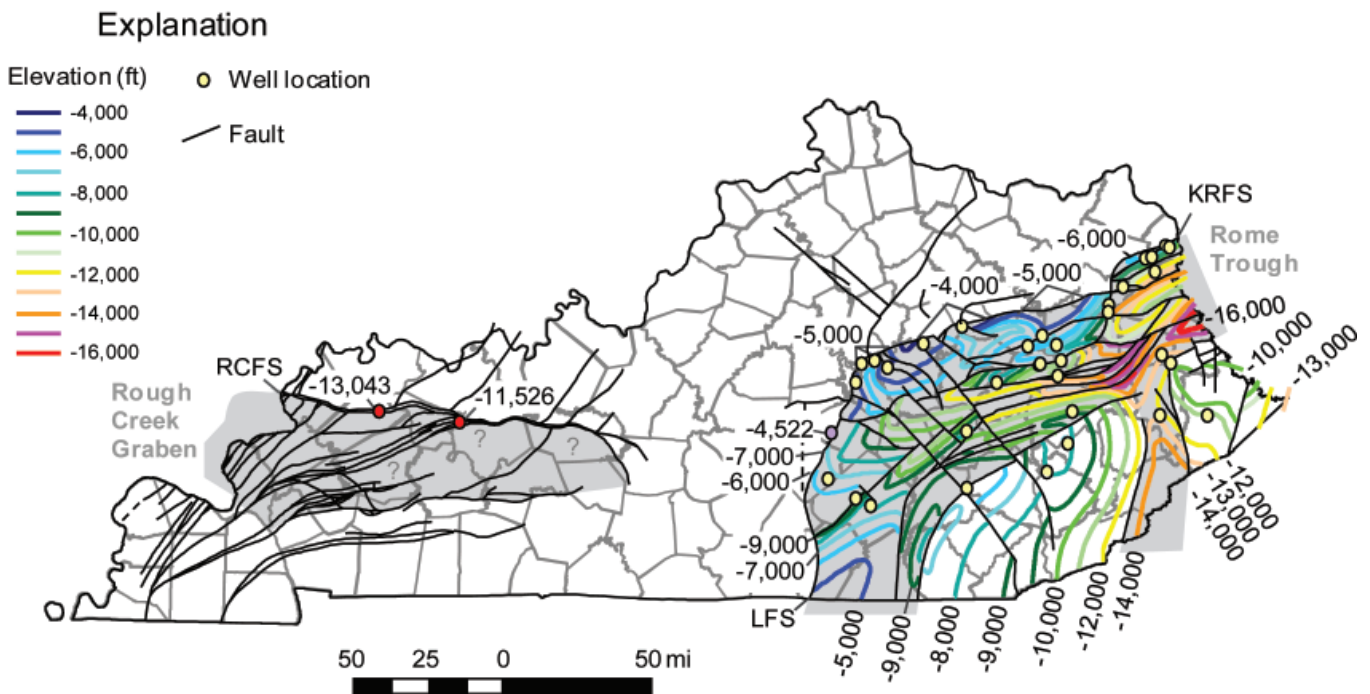 Explanation
Elevation (ft)
-4,000
-6,000
-8,000
-10,000
-12,000
-14,000
-16,000
Well location
Fault
KRFS
Rome
Trough
-6,000
-5,000
-4,000
-5,000
-16,000
-10,000
-13,000
RCFS
-13,043
-11,526
Rough
Creek
Graben
?
?
?
-4,522
-7,000
-6,000
-9,000
-7,000
LFS
-5,000
-9,000
-8,000
-9,000
-10,000
-12,000
-14,000
-12,000
-13,000
-14,000
50 25 0 50 mi